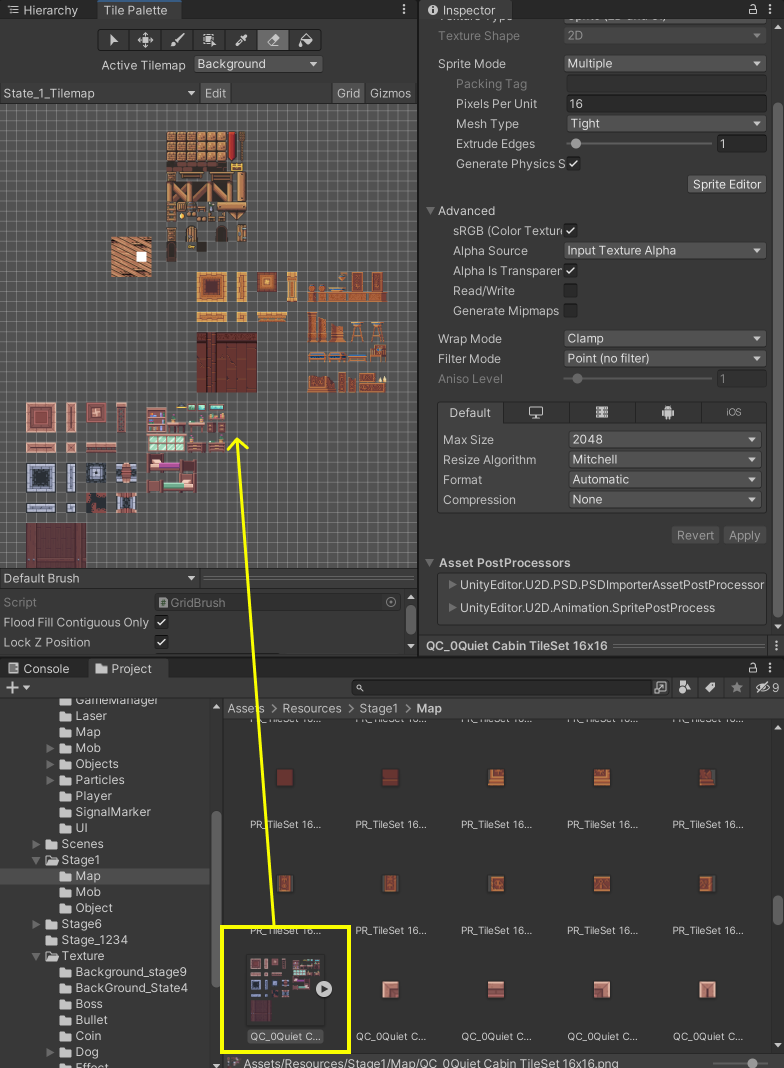 Hierarchy
Tile Palette
Active Tilemap
Background
State_1_Tilemap
Edit
Grid
Gizmos
Default Brush
Script
GridBrush
Flood Fill Contiguous Only
Lock Z Position
Inspector
Texture Shape
2D
Sprite Mode
Multiple
Packing Tag
Pixels Per Unit
16
Mesh Type
Tight
Extrude Edges
1
Generate Physics S
Sprite Editor
Advanced
sRGB (Color Texture
Alpha Source
Input Texture Alpha
Alpha Is Transparen
Read/Write
Generate Mipmaps
Wrap Mode
Clamp
Filter Mode
Point (no filter)
Aniso Level
1
Default
iOS
Max Size
2048
Resize Algorithm
Mitchell
Format
Automatic
Compression
None
Revert
Apply
Asset PostProcessors
UnityEditor.U2D.PSD.PSDImporterAssetPostProcessor
UnityEditor.U2D.Animation.SpritePostProcess
QC_0Quiet Cabin TileSet 16x16
Console
Project
9
GameManager
Laser
Map
Mob
Objects
Particles
Player
SignalMarker
UI
Scenes
Stage1
Map
Mob
Object
Stage6
Stage_1234
Texture
Background_stage9
BackGround_State4
Boss
Bullet
Coin
Dog
Effect
Assets > Resources > Stage1 > Map
PR_TileSet 16...
PR_TileSet 16...
PR_TileSet 16...
PR_TileSet 16...
PR_TileSet 16...
PR_TileSet 16...
PR_TileSet 16...
PR_TileSet 16...
PR_TileSet 16...
PR_TileSet 16...
QC_0Quiet C...
QC_0Quiet C...
QC_0Quiet C...
QC_0Quiet C...
QC_0Quiet C...
Assets/Resources/Stage1/Map/QC_0Quiet Cabin TileSet 16x16.png